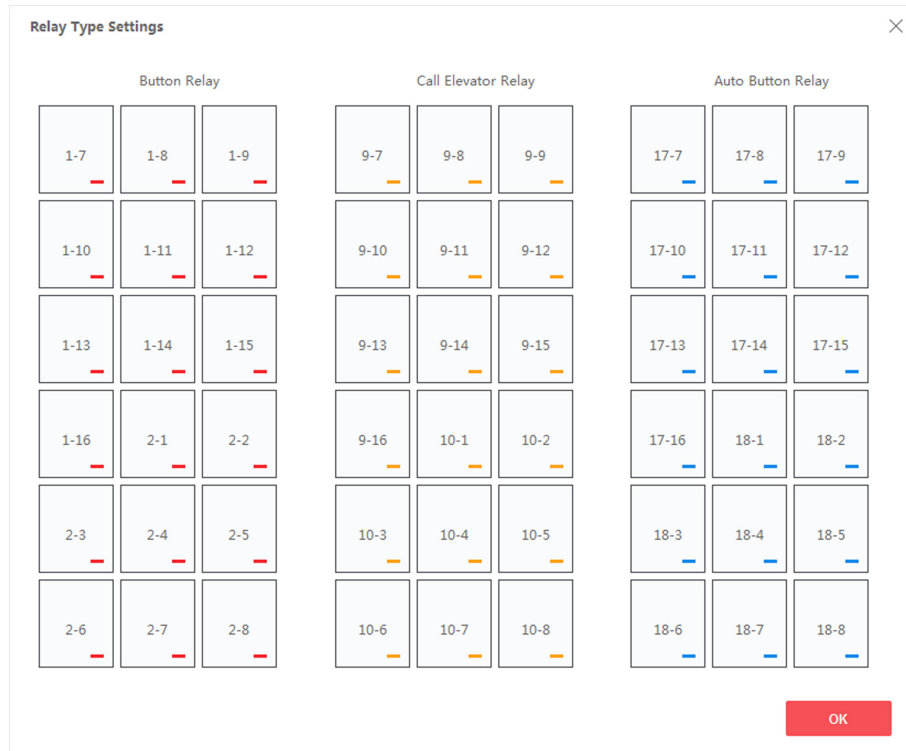 Relay Type Settings
Button Relay Call Elevator Relay Auto Button Relay
1-7 1-8 1-9 9-7 9-8 9-9 17-7 17-8 17-9
1-10 1-11 1-12 9-10 9-11 9-12 17-10 17-11 17-12
1-13 1-14 1-15 9-13 9-14 9-15 17-13 17-14 17-15
1-16 2-1 2-2 9-16 10-1 10-2 17-16 18-1 18-2
2-3 2-4 2-5 10-3 10-4 10-5 18-3 18-4 18-5
2-6 2-7 2-8 10-6 10-7 10-8 18-6 18-7 18-8
OK